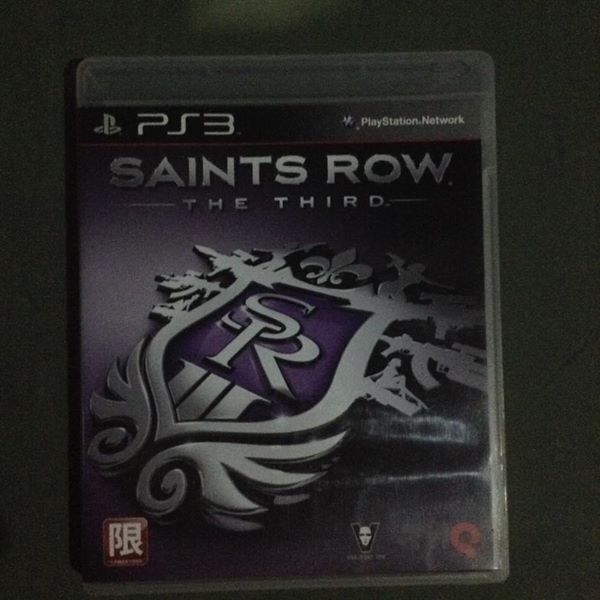 PS3
PlayStation®Network
SAINTS ROW.
THE THIRD.
SR
限